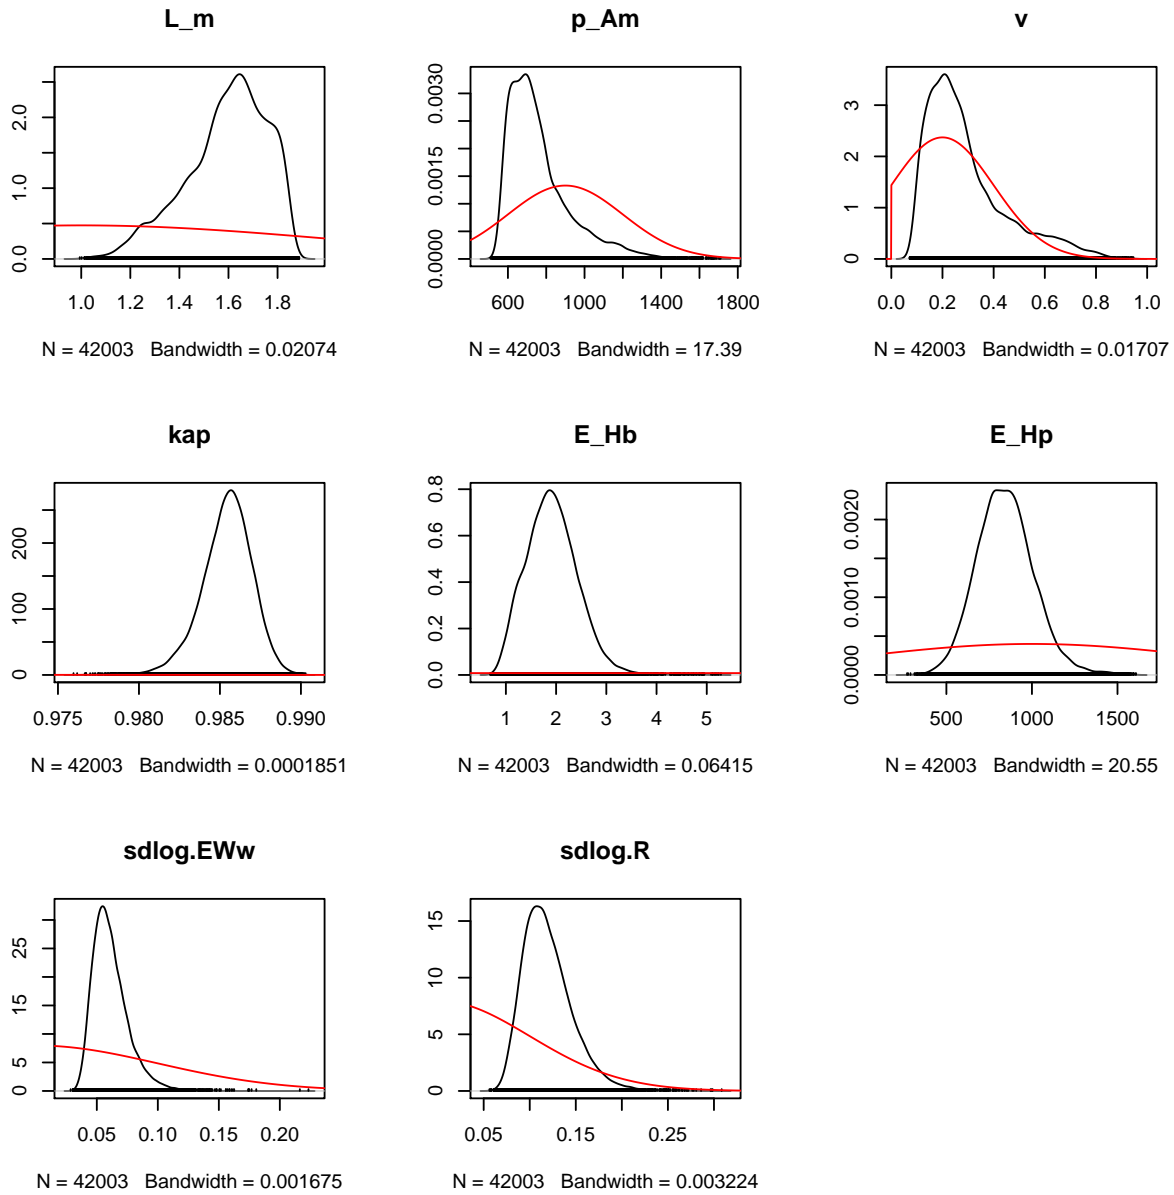 L_m p_Am v
2.0 0.0030 3
1.0 0.0015 2
0.0 0.0000 1
0
1.0 1.2 1.4 1.6 1.8 600 1000 1400 1800 0.0 0.2 0.4 0.6 0.8 1.0
N = 42003 Bandwidth = 0.02074 N = 42003 Bandwidth = 17.39 N = 42003 Bandwidth = 0.01707
kap E_Hb E_Hp
200 0.8 0.0020
100 0.6 0.0010
0 0.4 0.0000
0.2
0.0
0.975 0.980 0.985 0.990 1 2 3 4 5 500 1000 1500
N = 42003 Bandwidth = 0.0001851 N = 42003 Bandwidth = 0.06415 N = 42003 Bandwidth = 20.55
sdlog.EWw sdlog.R
25 15
15 10
5 5
0 0
0.05 0.10 0.15 0.20 0.05 0.15 0.25
N = 42003 Bandwidth = 0.001675 N = 42003 Bandwidth = 0.003224